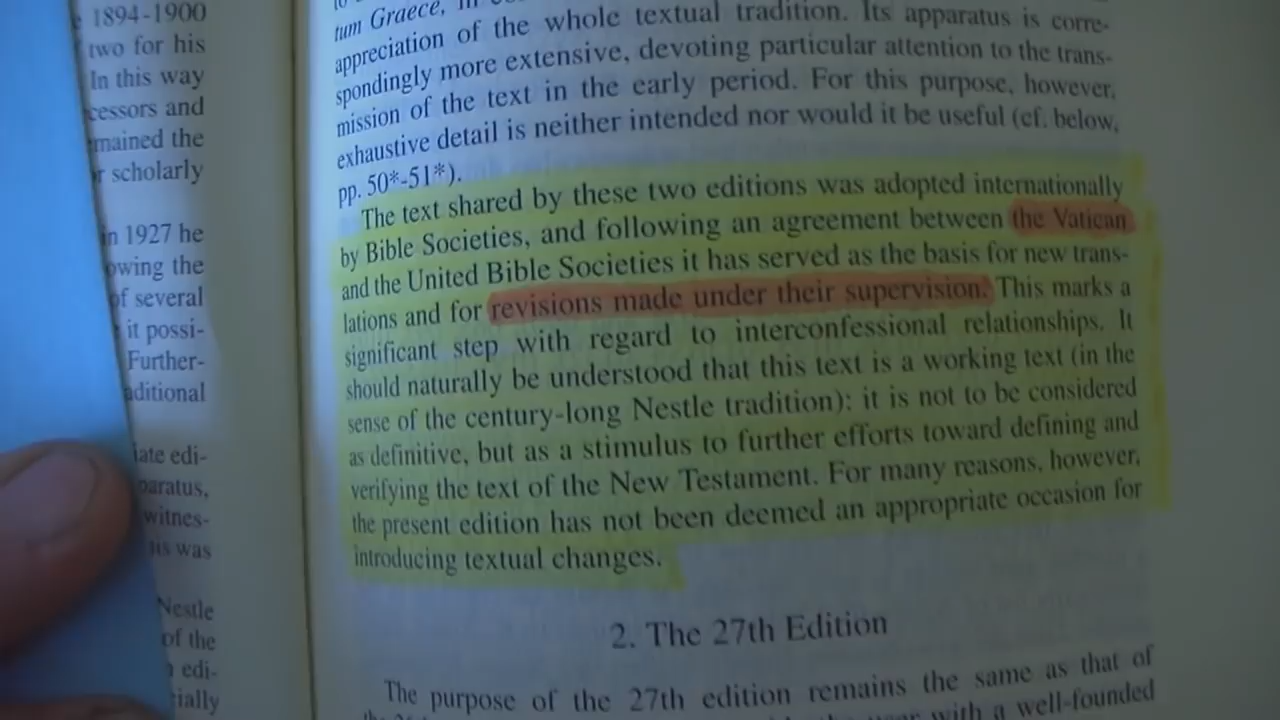 1894-1900
two for his
In this way
cessors and
mained the
r scholarly
in 1927 he
owing the
of several
it possi-
Further-
aditional
iate edi-
paratus,
witnes-
us was
Nestle
of the
edi-
ially
tum Graece,
appreciation of the whole textual tradition. Its apparatus is corre-
spondingly more extensive, devoting particular attention to the trans-
mission of the text in the early period. For this purpose, however,
exhaustive detail is neither intended nor would it be useful (cf. below,
pp. 50*-51*).
The text shared by these two editions was adopted internationally
by Bible Societies, and following an agreement between the Vatican
and the United Bible Societies it has served as the basis for new trans-
lations and for revisions made under their supervision. This marks a
significant step with regard to interconfessional relationships. It
should naturally be understood that this text is a working text (in the
sense of the century-long Nestle tradition): it is not to be considered
as definitive, but as a stimulus to further efforts toward defining and
verifying the text of the New Testament. For many reasons, however,
the present edition has not been deemed an appropriate occasion for
introducing textual changes.
2. The 27th Edition
The purpose of the 27th edition remains the same as that of
with a well-founded